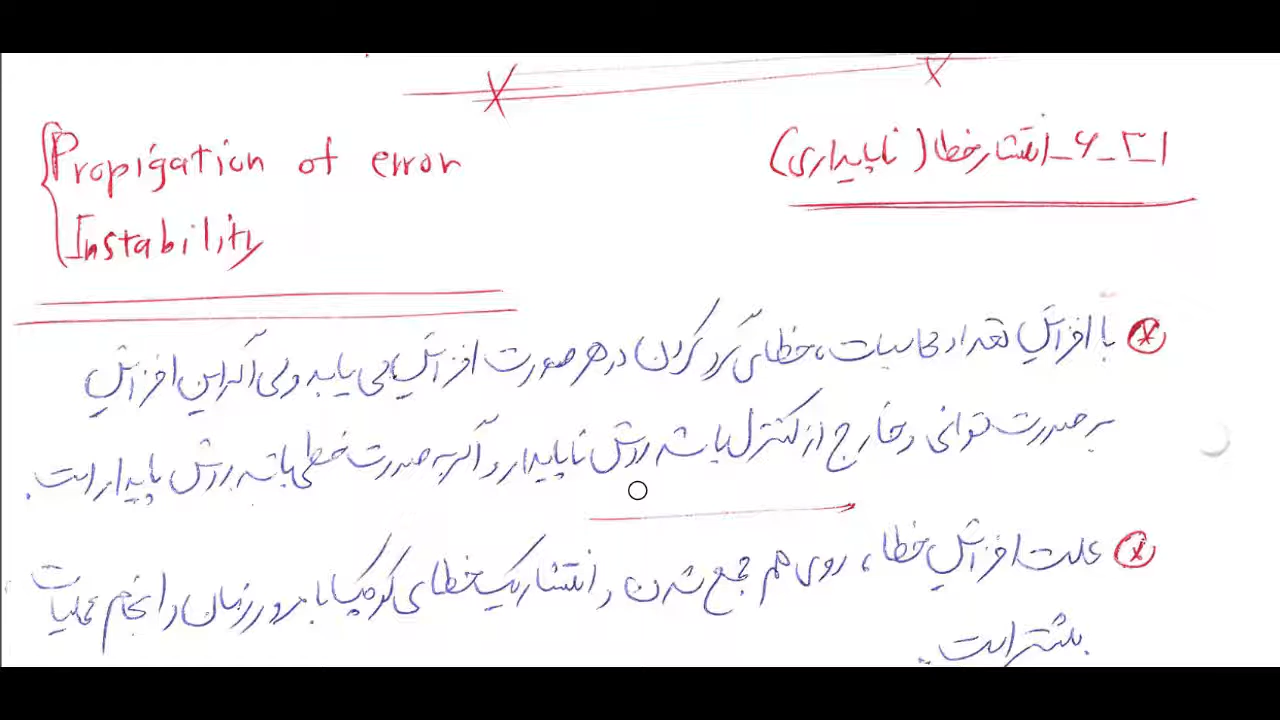 ۱ـ۳ـ۶ـ انتشار خطا (ناپایداری)
Propigation of error
Instability
با افزایش تعداد محاسبات، خطای گرد کردن در هر صورت افزایش می یابد ولی اگر این افزایش
به صورت توانی و خارج از کنترل باشد روش ناپایدار و اگر به صورت خطی باشد روش پایدار است.
علت افزایش خطا، روی هم جمع شدن و انتشار یک خطای کوچک با مرور زمان و انجام عملیات
بیشتر است.